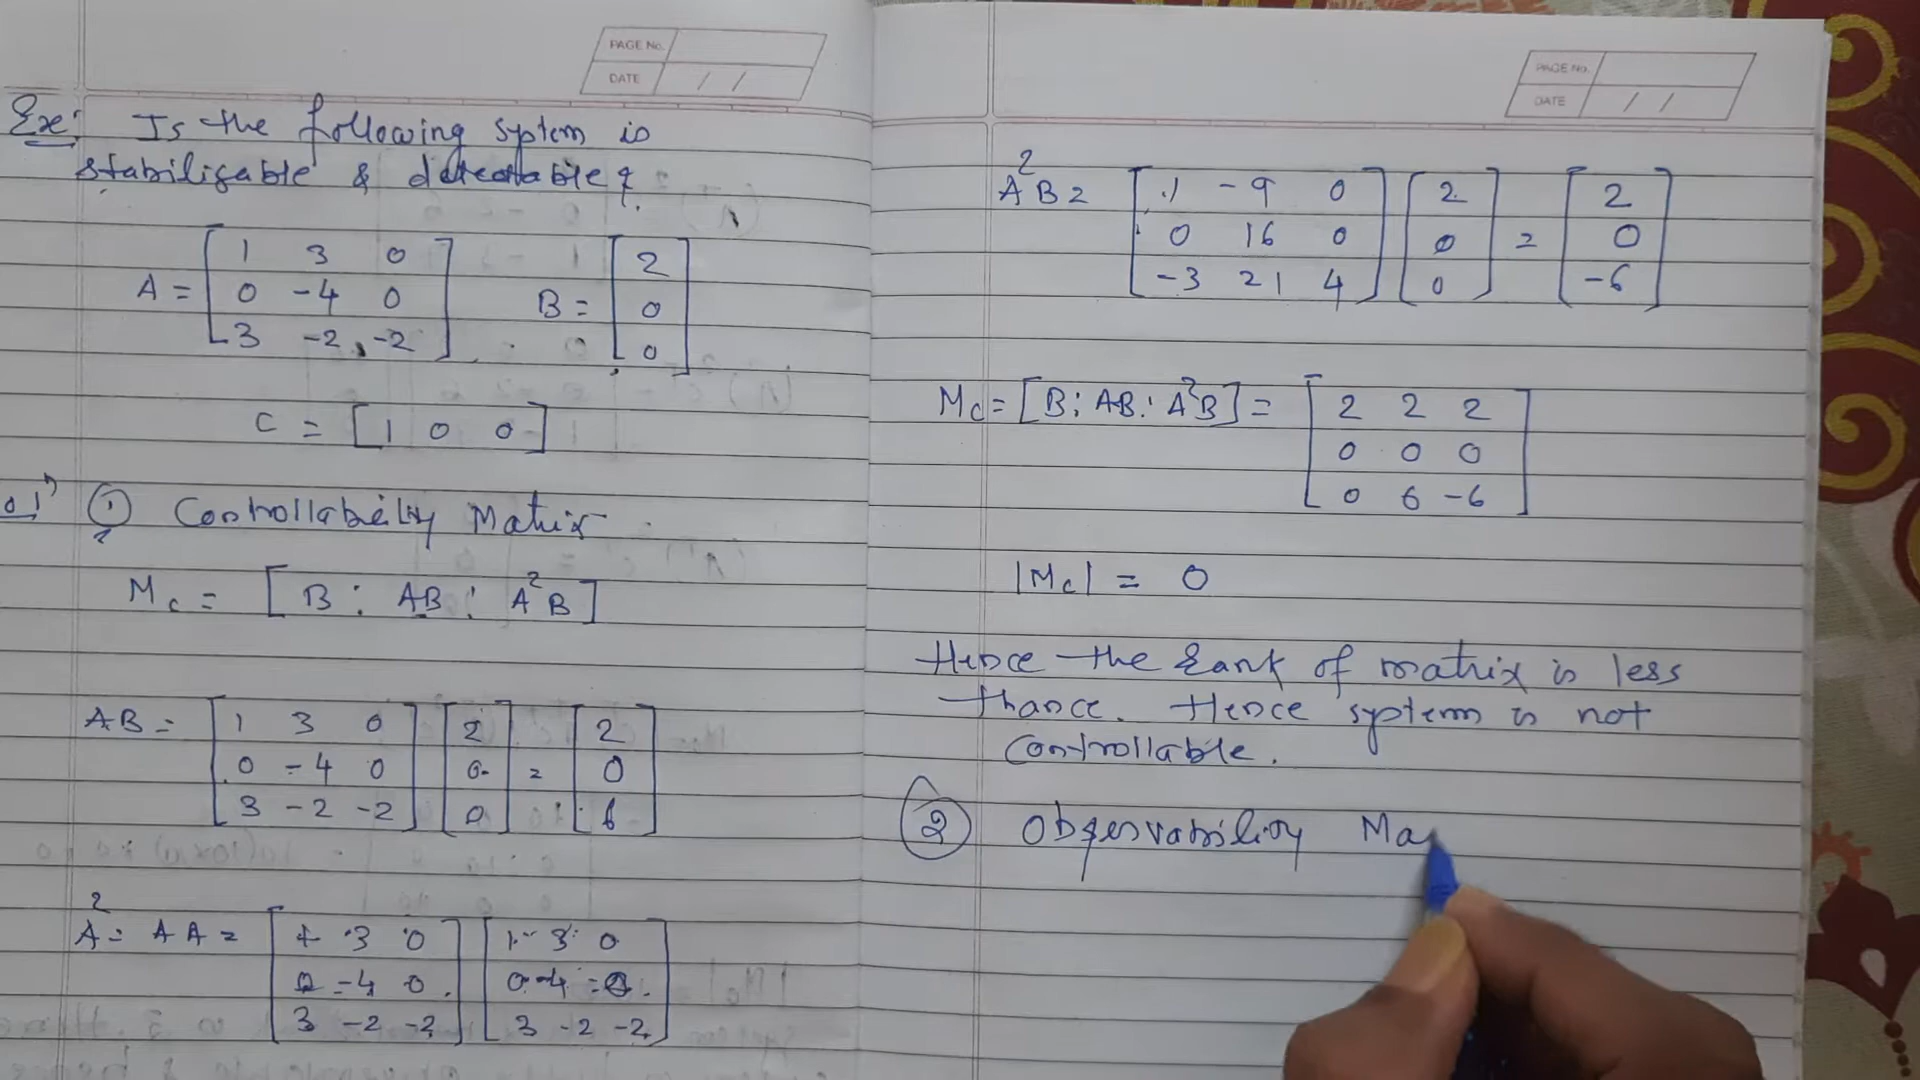 PAGE No.
DATE / /
Ex: Is the following system is
stabilizable & detectable ?
A = [ 1 3 0
0 -4 0
3 -2 -2 ]
B = [ 2
0
0 ]
C = [ 1 0 0 ]
① Controllability Matrix
Mc = [ B : AB : A²B ]
AB = [ 1 3 0
0 -4 0
3 -2 -2 ] [ 2
0
0 ] = [ 2
0
6 ]
A² = AA = [ 1 3 0
0 -4 0
3 -2 -2 ] [ 1 3 0
0 -4 0
3 -2 -2 ]
PAGE No.
DATE / /
A²B = [ 1 -9 0
0 16 0
-3 21 4 ] [ 2
0
0 ] = [ 2
0
-6 ]
Mc = [ B : AB : A²B ] = [ 2 2 2
0 0 0
0 6 -6 ]
|Mc| = 0
Hence the rank of matrix is less
thance. Hence system is not
Controllable.
② Observability Ma